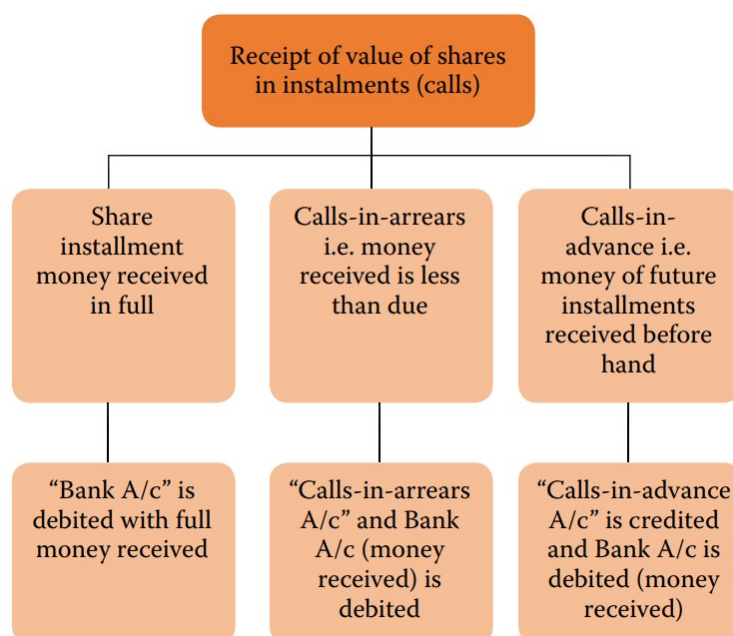 Receipt of value of shares
in instalments (calls)
Share
installment
money received
in full
Calls-in-arrears
i.e. money
received is less
than due
Calls-in-
advance i.e.
money of future
installments
received before
hand
“Bank A/c” is
debited with full
money received
“Calls-in-arrears
A/c” and Bank
A/c (money
received) is
debited
“Calls-in-advance
A/c” is credited
and Bank A/c is
debited (money
received)